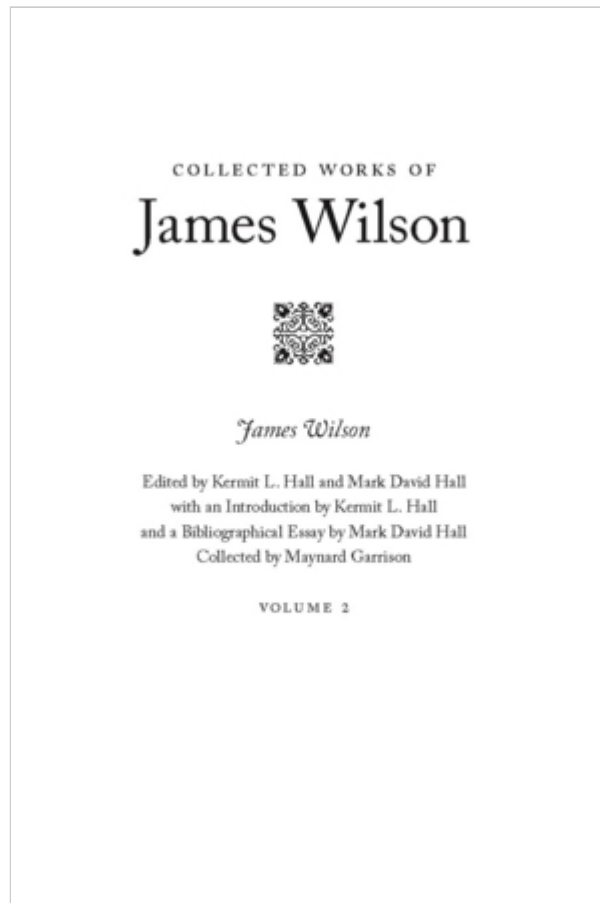 COLLECTED WORKS OF
James Wilson
James Wilson
Edited by Kermit L. Hall and Mark David Hall
with an Introduction by Kermit L. Hall
and a Bibliographical Essay by Mark David Hall
Collected by Maynard Garrison
VOLUME 2